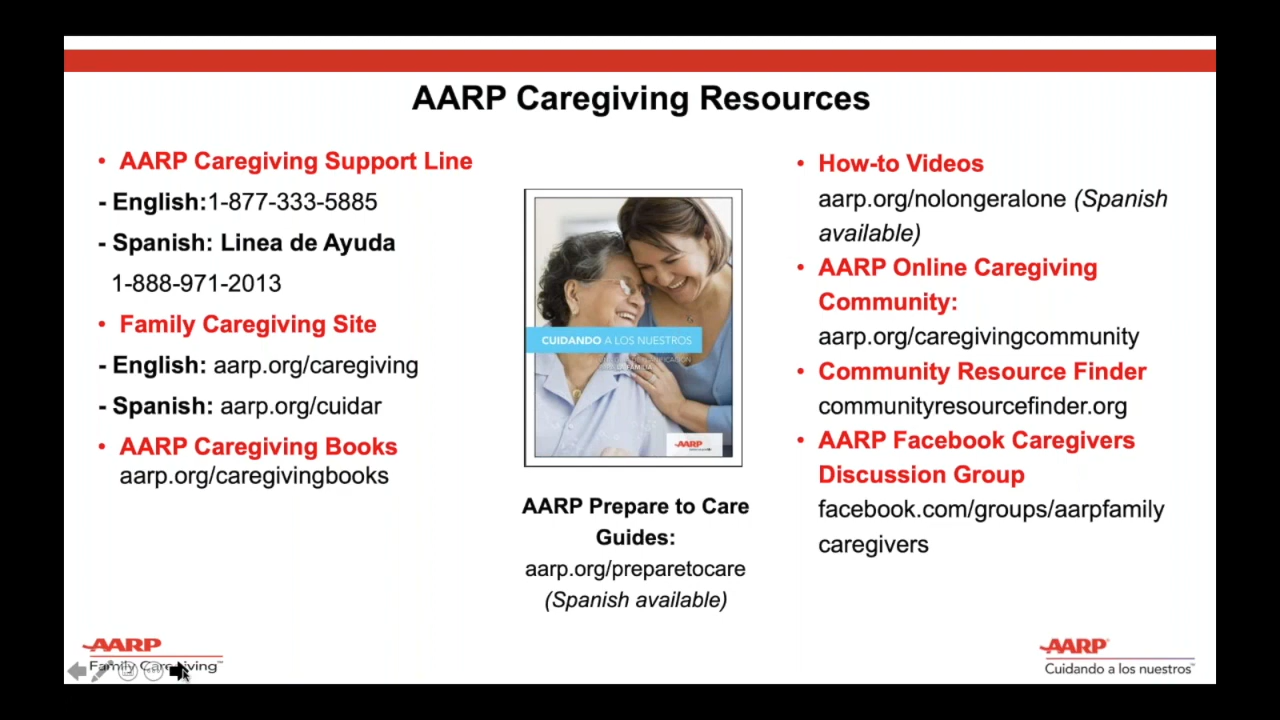 AARP Caregiving Resources
• AARP Caregiving Support Line
- English:1-877-333-5885
- Spanish: Linea de Ayuda
1-888-971-2013
• Family Caregiving Site
- English: aarp.org/caregiving
- Spanish: aarp.org/cuidar
• AARP Caregiving Books
aarp.org/caregivingbooks
CUIDANDO A LOS NUESTROS
AARP
AARP Prepare to Care
Guides:
aarp.org/preparetocare
(Spanish available)
• How-to Videos
aarp.org/nolongeralone (Spanish
available)
• AARP Online Caregiving
Community:
aarp.org/caregivingcommunity
• Community Resource Finder
communityresourcefinder.org
• AARP Facebook Caregivers
Discussion Group
facebook.com/groups/aarpfamily
caregivers
AARP
Family Caregiving™
AARP®
Cuidando a los nuestros™